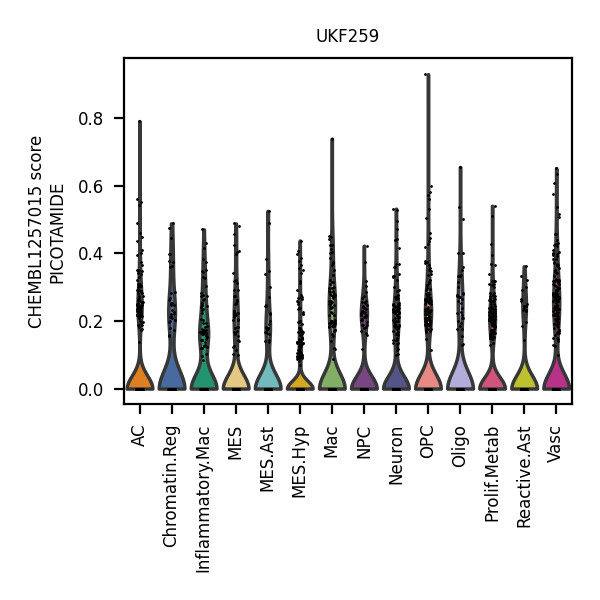 UKF259
CHEMBL1257015 score
PICOTAMIDE
0.8
0.6
0.4
0.2
0.0
AC
Chromatin.Reg
Inflammatory.Mac
MES
MES.Ast
MES.Hyp
Mac
NPC
Neuron
OPC
Oligo
Prolif.Metab
Reactive.Ast
Vasc